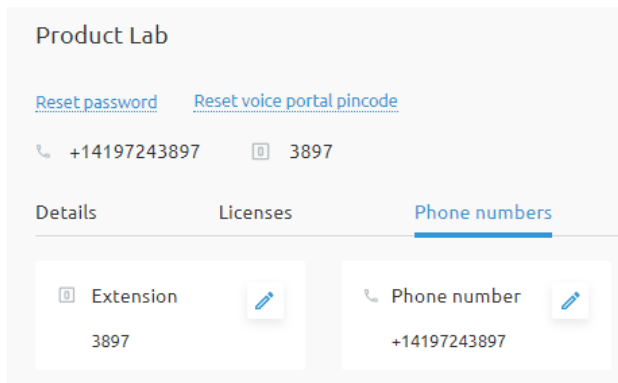 Product Lab
Reset password Reset voice portal pincode
+14197243897 3897
Details Licenses Phone numbers
Extension Phone number
3897 +14197243897